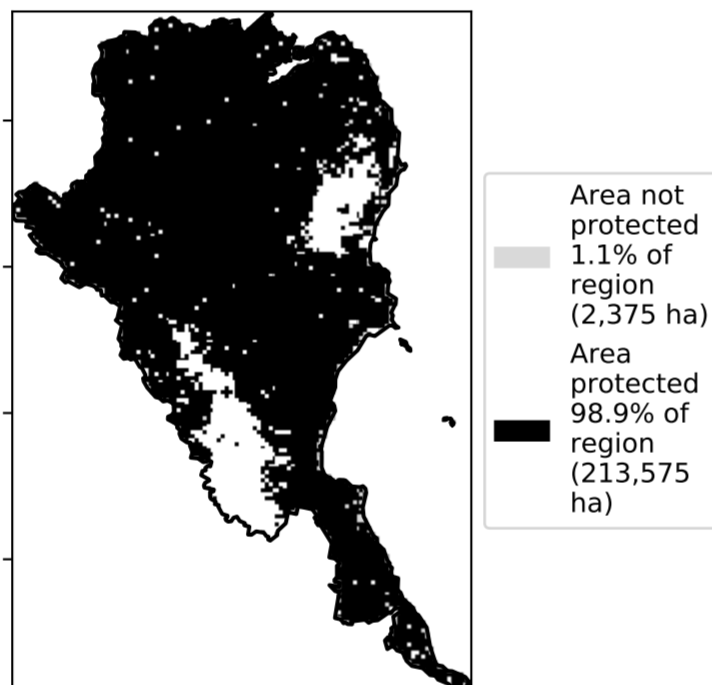 Area not
protected
1.1% of
region
(2,375 ha)
Area
protected
98.9% of
region
(213,575
ha)